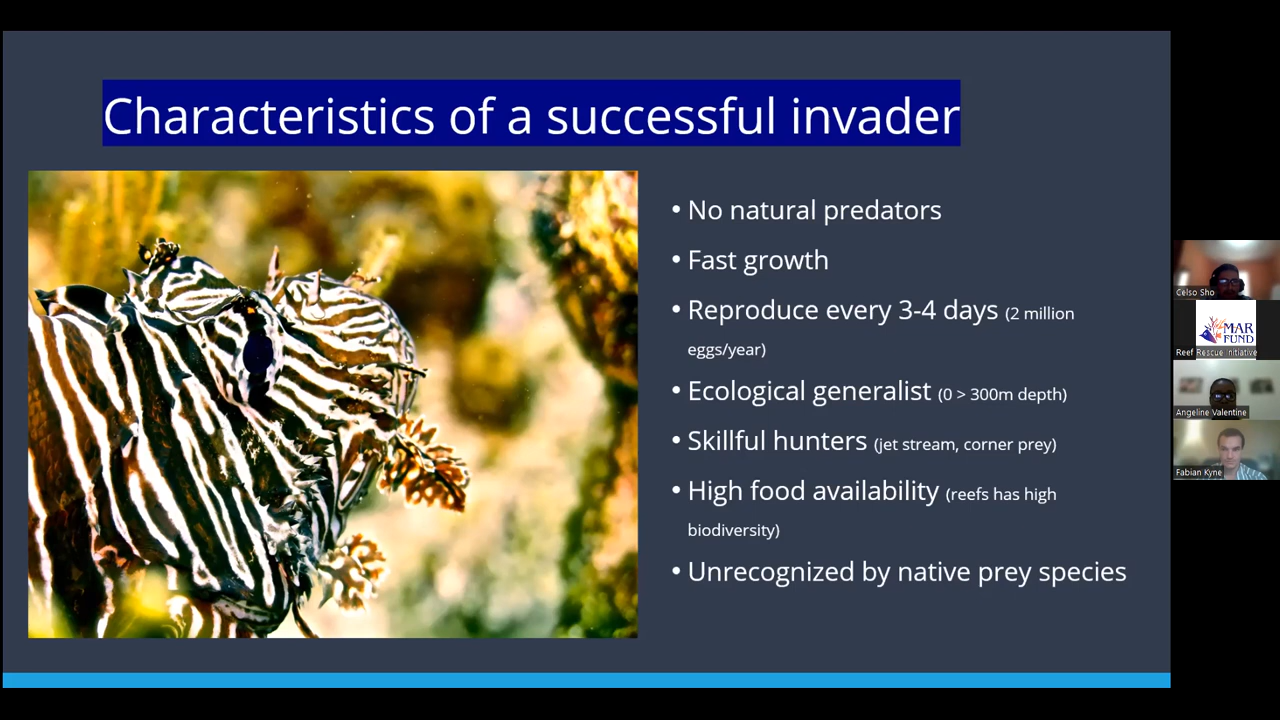 Characteristics of a successful invader
• No natural predators
• Fast growth
• Reproduce every 3-4 days (2 million
eggs/year)
• Ecological generalist (0 > 300m depth)
• Skillful hunters (jet stream, corner prey)
• High food availability (reefs has high
biodiversity)
• Unrecognized by native prey species
Celso Sho
MAR
FUND
Reef Rescue Initiative
Angeline Valentine
Fabian Kyne